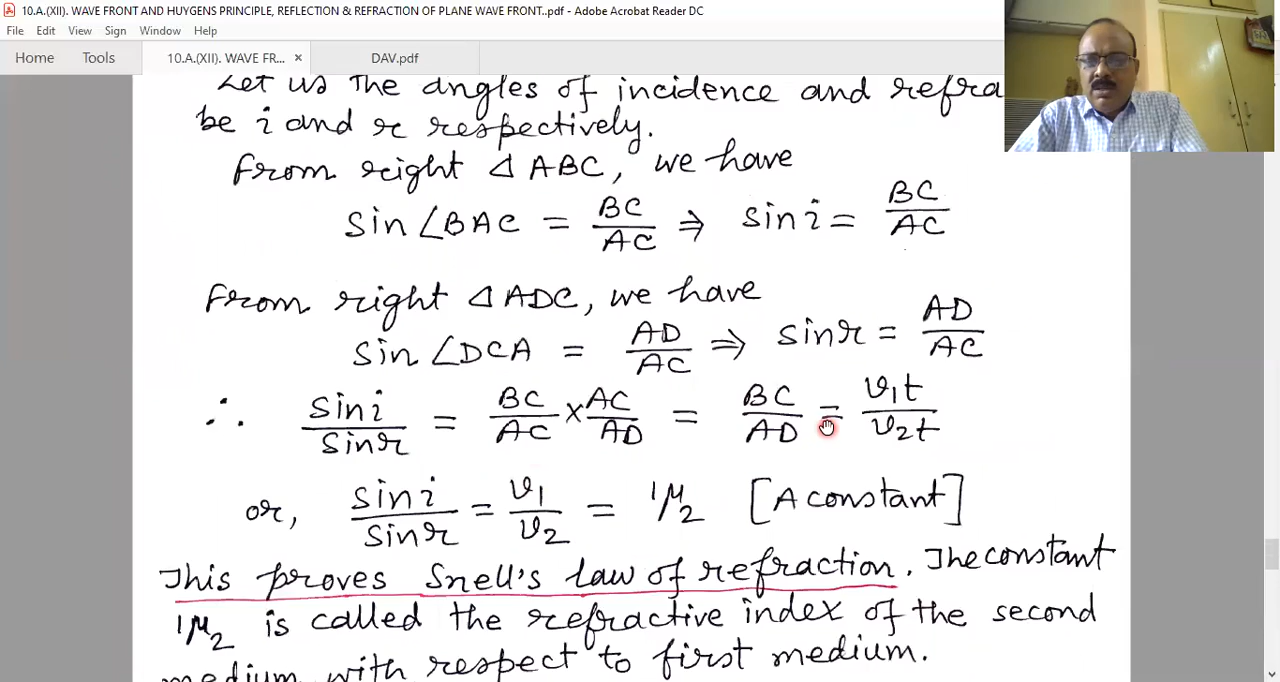 10.A.(XII). WAVE FRONT AND HUYGENS PRINCIPLE, REFLECTION & REFRACTION OF PLANE WAVE FRONT..pdf - Adobe Acrobat Reader DC
File Edit View Sign Window Help
Home Tools 10.A.(XII). WAVE FR... × DAV.pdf
Let us the angles of incidence and refra
be i and r respectively.
From right Δ ABC, we have
Sin ∠BAC = BC/AC ⇒ sin i = BC/AC
From right Δ ADC, we have
Sin ∠DCA = AD/AC ⇒ sin r = AD/AC
∴ Sin i/Sin r = BC/AC × AC/AD = BC/AD = v₁t/v₂t
or, Sin i/Sin r = v₁/v₂ = ¹μ₂ [A constant]
This proves Snell's law of refraction. The constant
¹μ₂ is called the refractive index of the second
medium with respect to first medium.